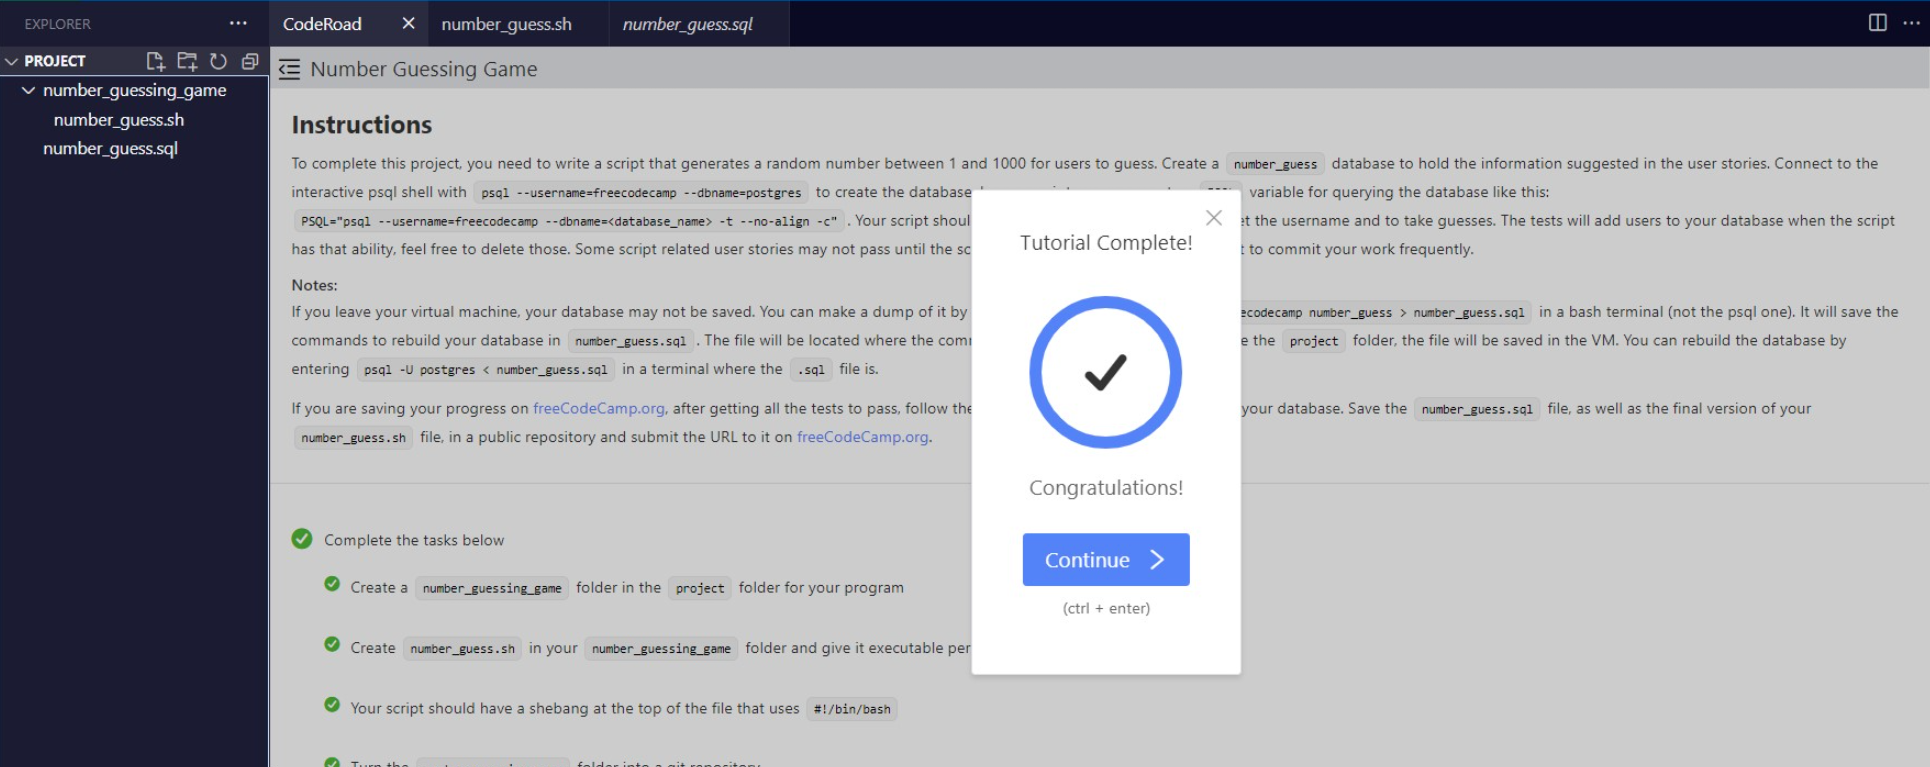 EXPLORER
CodeRoad
number_guess.sh
number_guess.sql
PROJECT
number_guessing_game
number_guess.sh
number_guess.sql
Number Guessing Game
Instructions
To complete this project, you need to write a script that generates a random number between 1 and 1000 for users to guess. Create a number_guess database to hold the information suggested in the user stories. Connect to the
interactive psql shell with psql --username=freecodecamp --dbname=postgres to create the database variable for querying the database like this:
PSQL="psql --username=freecodecamp --dbname=<database_name> -t --no-align -c" . Your script shoul the username and to take guesses. The tests will add users to your database when the script
has that ability, feel free to delete those. Some script related user stories may not pass until the sc t to commit your work frequently.
Notes:
If you leave your virtual machine, your database may not be saved. You can make a dump of it by ecodecamp number_guess > number_guess.sql in a bash terminal (not the psql one). It will save the
commands to rebuild your database in number_guess.sql . The file will be located where the com e the project folder, the file will be saved in the VM. You can rebuild the database by
entering psql -U postgres < number_guess.sql in a terminal where the .sql file is.
If you are saving your progress on freeCodeCamp.org, after getting all the tests to pass, follow the your database. Save the number_guess.sql file, as well as the final version of your
number_guess.sh file, in a public repository and submit the URL to it on freeCodeCamp.org.
Complete the tasks below
Create a number_guessing_game folder in the project folder for your program
Create number_guess.sh in your number_guessing_game folder and give it executable per
Your script should have a shebang at the top of the file that uses #!/bin/bash
Turn the folder into a git repository
Tutorial Complete!
Congratulations!
Continue
(ctrl + enter)